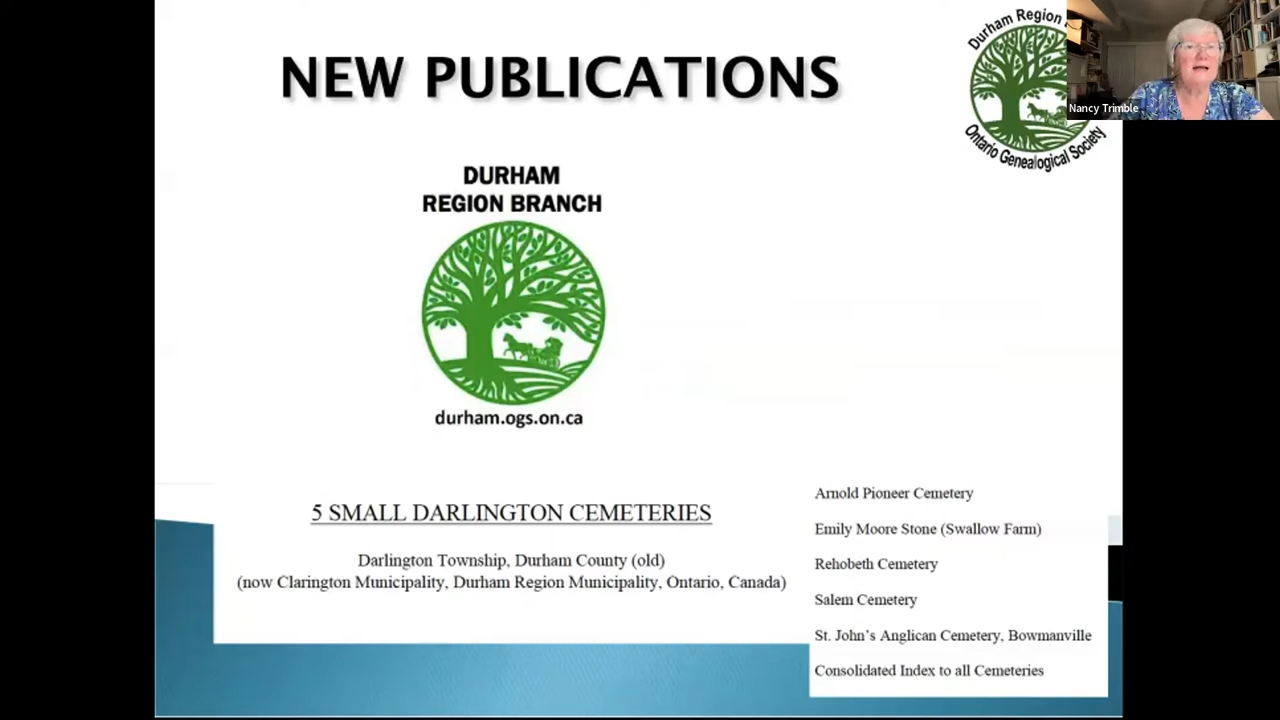 NEW PUBLICATIONS
Durham Region
Ontario Genealogical Society
Nancy Trimble
DURHAM
REGION BRANCH
durham.ogs.on.ca
5 SMALL DARLINGTON CEMETERIES
Darlington Township, Durham County (old)
(now Clarington Municipality, Durham Region Municipality, Ontario, Canada)
Arnold Pioneer Cemetery
Emily Moore Stone (Swallow Farm)
Rehobeth Cemetery
Salem Cemetery
St. John's Anglican Cemetery, Bowmanville
Consolidated Index to all Cemeteries